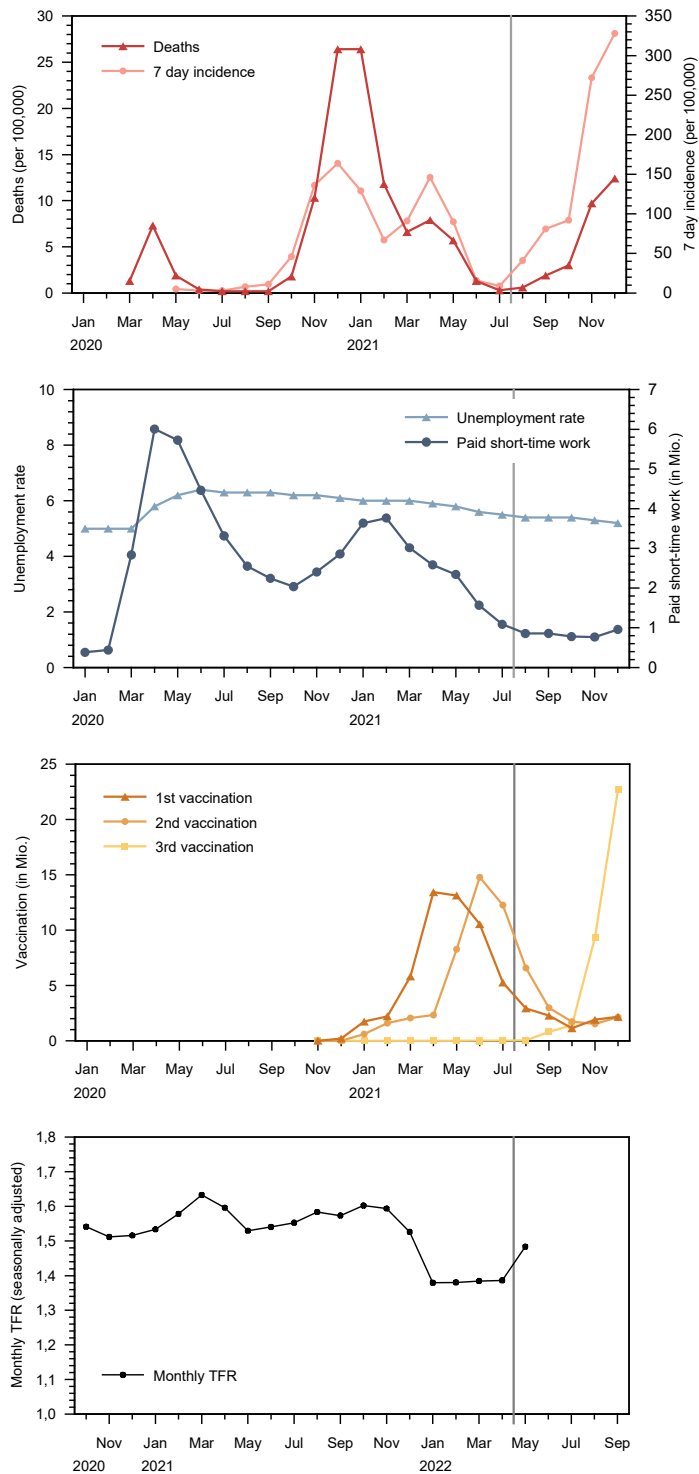 30
25
20
15
10
5
0
Deaths (per 100,000)
Deaths
7 day incidence
350
300
250
200
150
100
50
0
7 day incidence (per 100,000)
Jan Mar May Jul Sep Nov Jan Mar May Jul Sep Nov
2020 2021
10
8
6
4
2
0
Unemployment rate
Unemployment rate
Paid short-time work
7
6
5
4
3
2
1
0
Paid short-time work (in Mio.)
Jan Mar May Jul Sep Nov Jan Mar May Jul Sep Nov
2020 2021
25
20
15
10
5
0
Vaccination (in Mio.)
1st vaccination
2nd vaccination
3rd vaccination
Jan Mar May Jul Sep Nov Jan Mar May Jul Sep Nov
2020 2021
1,8
1,7
1,6
1,5
1,4
1,3
1,2
1,1
1,0
Monthly TFR (seasonally adjusted)
Monthly TFR
Nov Jan Mar May Jul Sep Nov Jan Mar May Jul Sep
2020 2021 2022